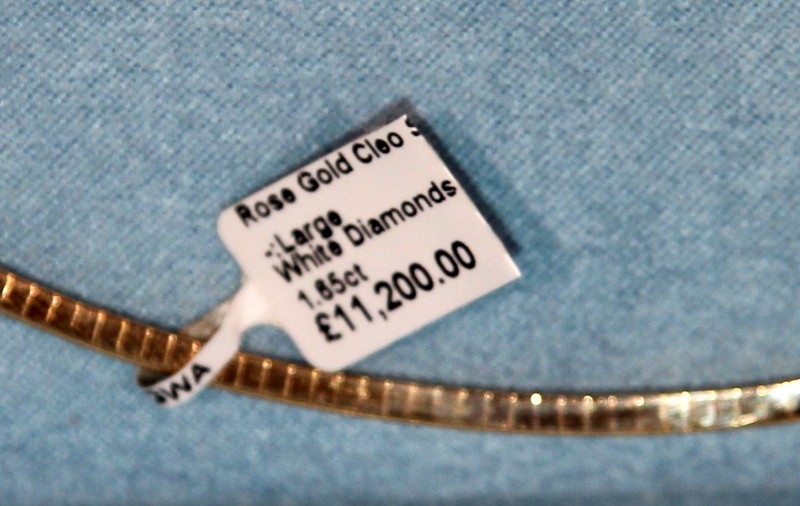 Rose Gold Cleo S
-:Large
White Diamonds
1.65ct
£11,200.00
WA